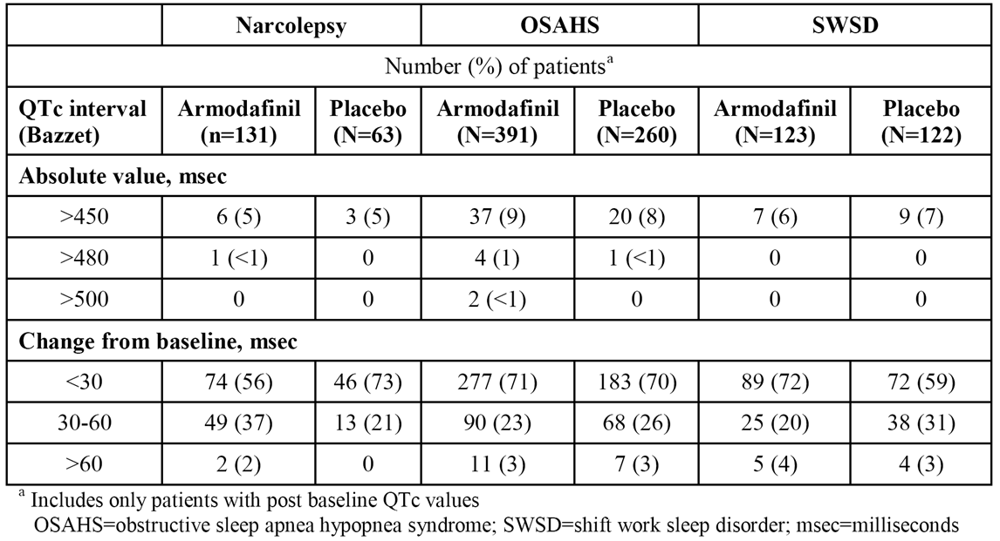 Narcolepsy OSAHS SWSD
Number (%) of patientsᵃ
QTc interval (Bazzet) Armodafinil (n=131) Placebo (N=63) Armodafinil (N=391) Placebo (N=260) Armodafinil (N=123) Placebo (N=122)
Absolute value, msec
>450 6 (5) 3 (5) 37 (9) 20 (8) 7 (6) 9 (7)
>480 1 (<1) 0 4 (1) 1 (<1) 0 0
>500 0 0 2 (<1) 0 0 0
Change from baseline, msec
<30 74 (56) 46 (73) 277 (71) 183 (70) 89 (72) 72 (59)
30-60 49 (37) 13 (21) 90 (23) 68 (26) 25 (20) 38 (31)
>60 2 (2) 0 11 (3) 7 (3) 5 (4) 4 (3)
ᵃ Includes only patients with post baseline QTc values
OSAHS=obstructive sleep apnea hypopnea syndrome; SWSD=shift work sleep disorder; msec=milliseconds